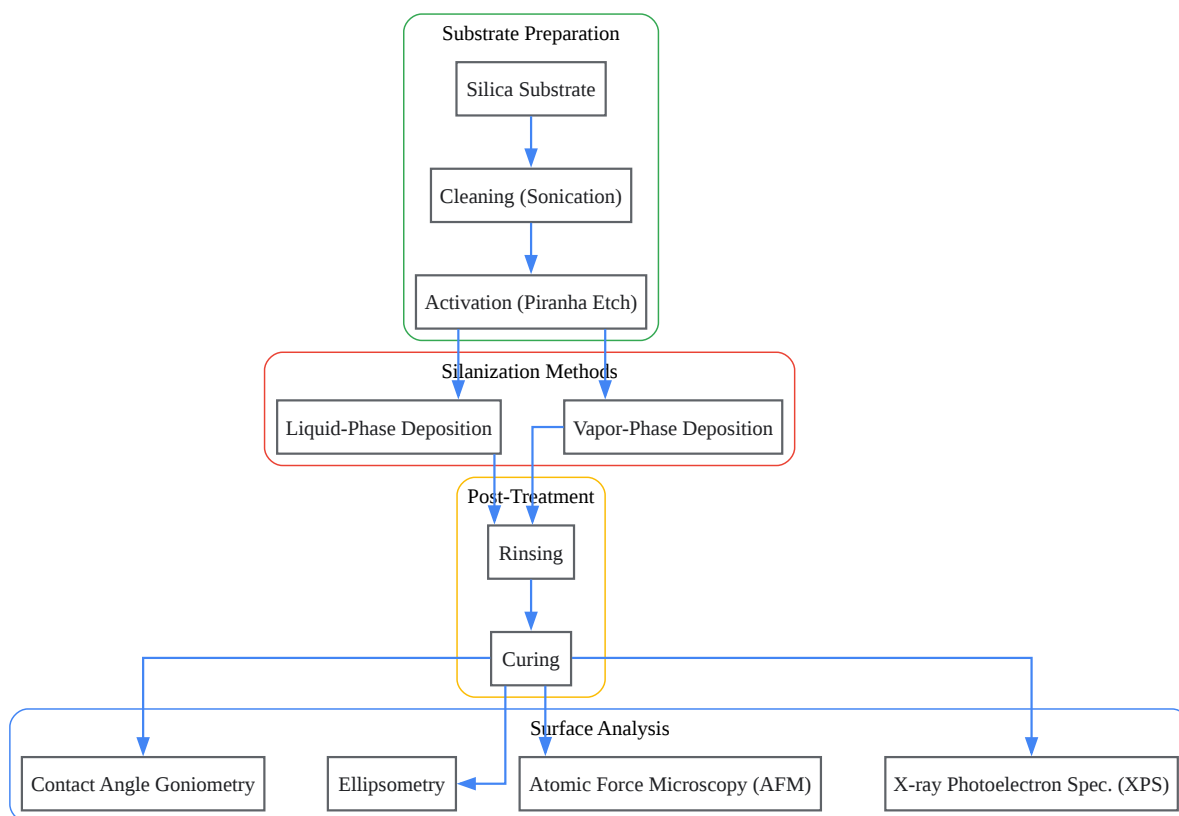 Substrate Preparation
Silica Substrate
Cleaning (Sonication)
Activation (Piranha Etch)
Silanization Methods
Liquid-Phase Deposition
Vapor-Phase Deposition
Post-Treatment
Rinsing
Curing
Surface Analysis
Contact Angle Goniometry
Ellipsometry
Atomic Force Microscopy (AFM)
X-ray Photoelectron Spec. (XPS)